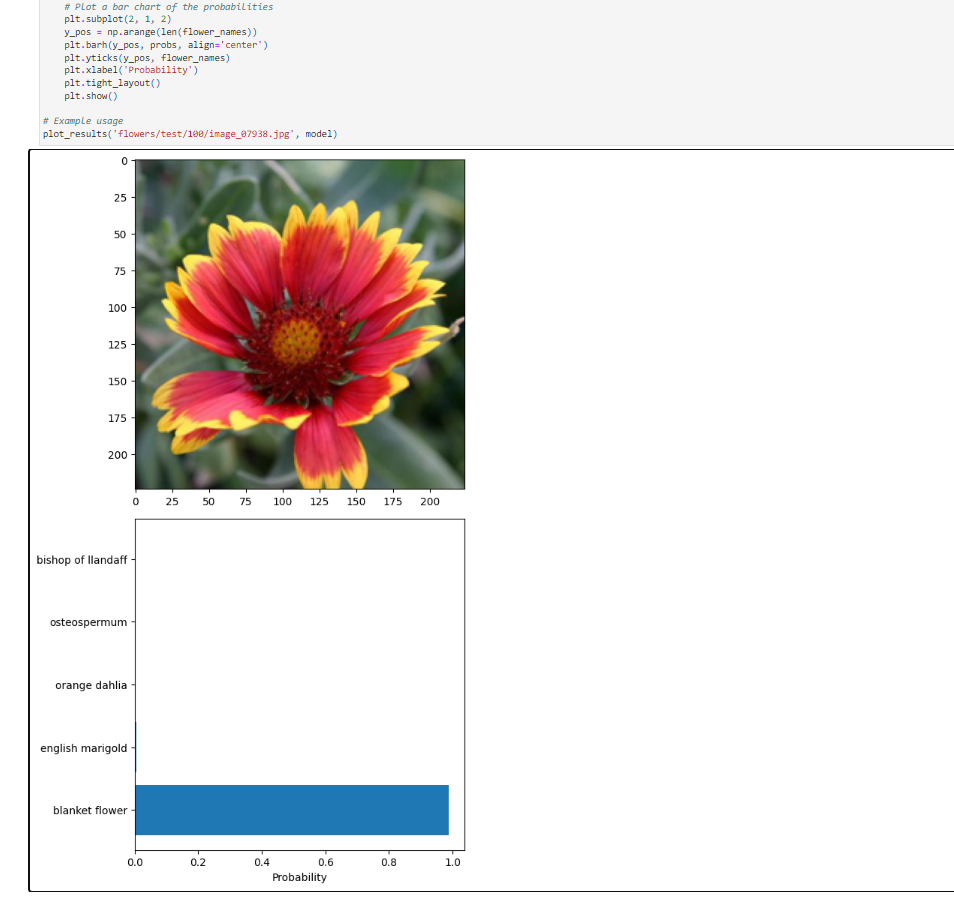 # Plot a bar chart of the probabilities
plt.subplot(2, 1, 2)
y_pos = np.arange(len(flower_names))
plt.barh(y_pos, probs, align='center')
plt.yticks(y_pos, flower_names)
plt.xlabel('Probability')
plt.tight_layout()
plt.show()
# Example usage
plot_results('flowers/test/100/image_07938.jpg', model)
0
25
50
75
100
125
150
175
200
0 25 50 75 100 125 150 175 200
bishop of llandaff
osteospermum
orange dahlia
english marigold
blanket flower
0.0 0.2 0.4 0.6 0.8 1.0
Probability